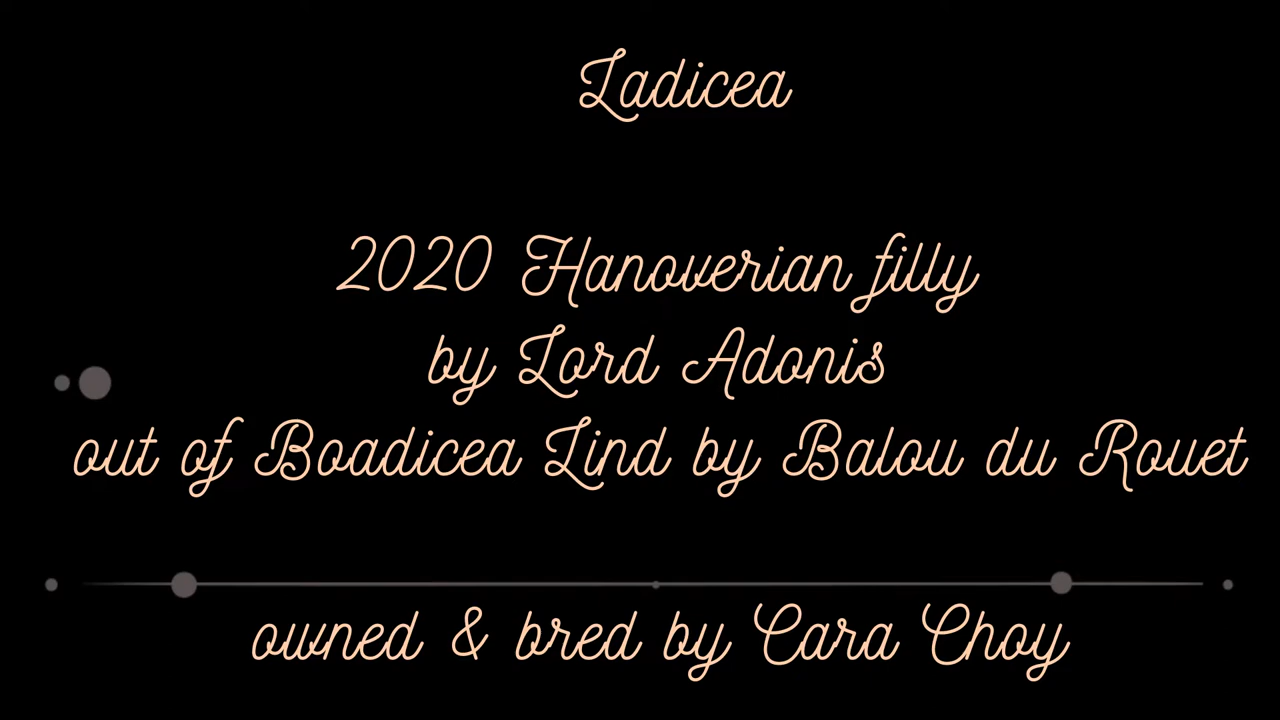 Ladicea
2020 Hanoverian filly
by Lord Adonis
out of Boadicea Lind by Balou du Rouet
owned & bred by Cara Choy